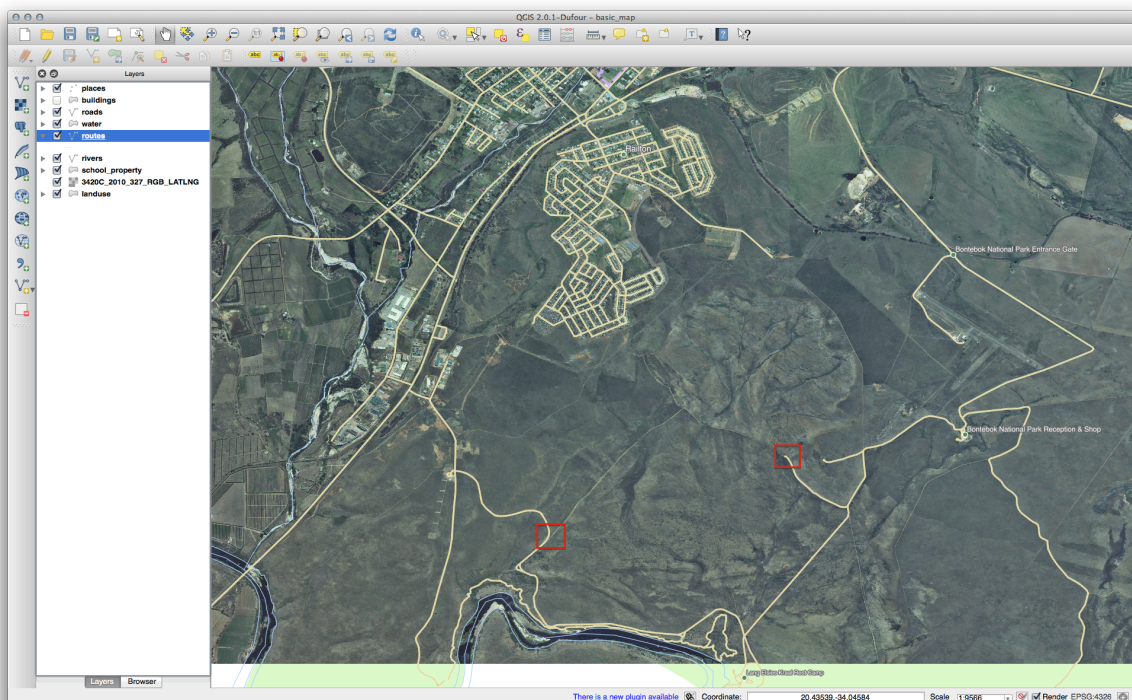 QGIS 2.0.1-Dufour – basic_map
Layers
places
buildings
roads
water
routes
rivers
school_property
3420C_2010_327_RGB_LATLNG
landuse
Railton
Bontebok National Park Entrance Gate
Bontebok National Park Reception & Shop
Layers
Browser
There is a new plugin available
Coordinate:
20.43539,-34.04584
Scale
1:9566
Render
EPSG:4326